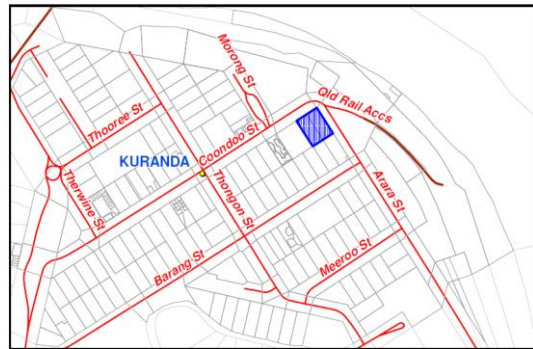 Morong St
Qld Rail Accs
Thooree St
Coondoo St
KURANDA
Therwine St
Thongon St
Arara St
Barang St
Meeroo St